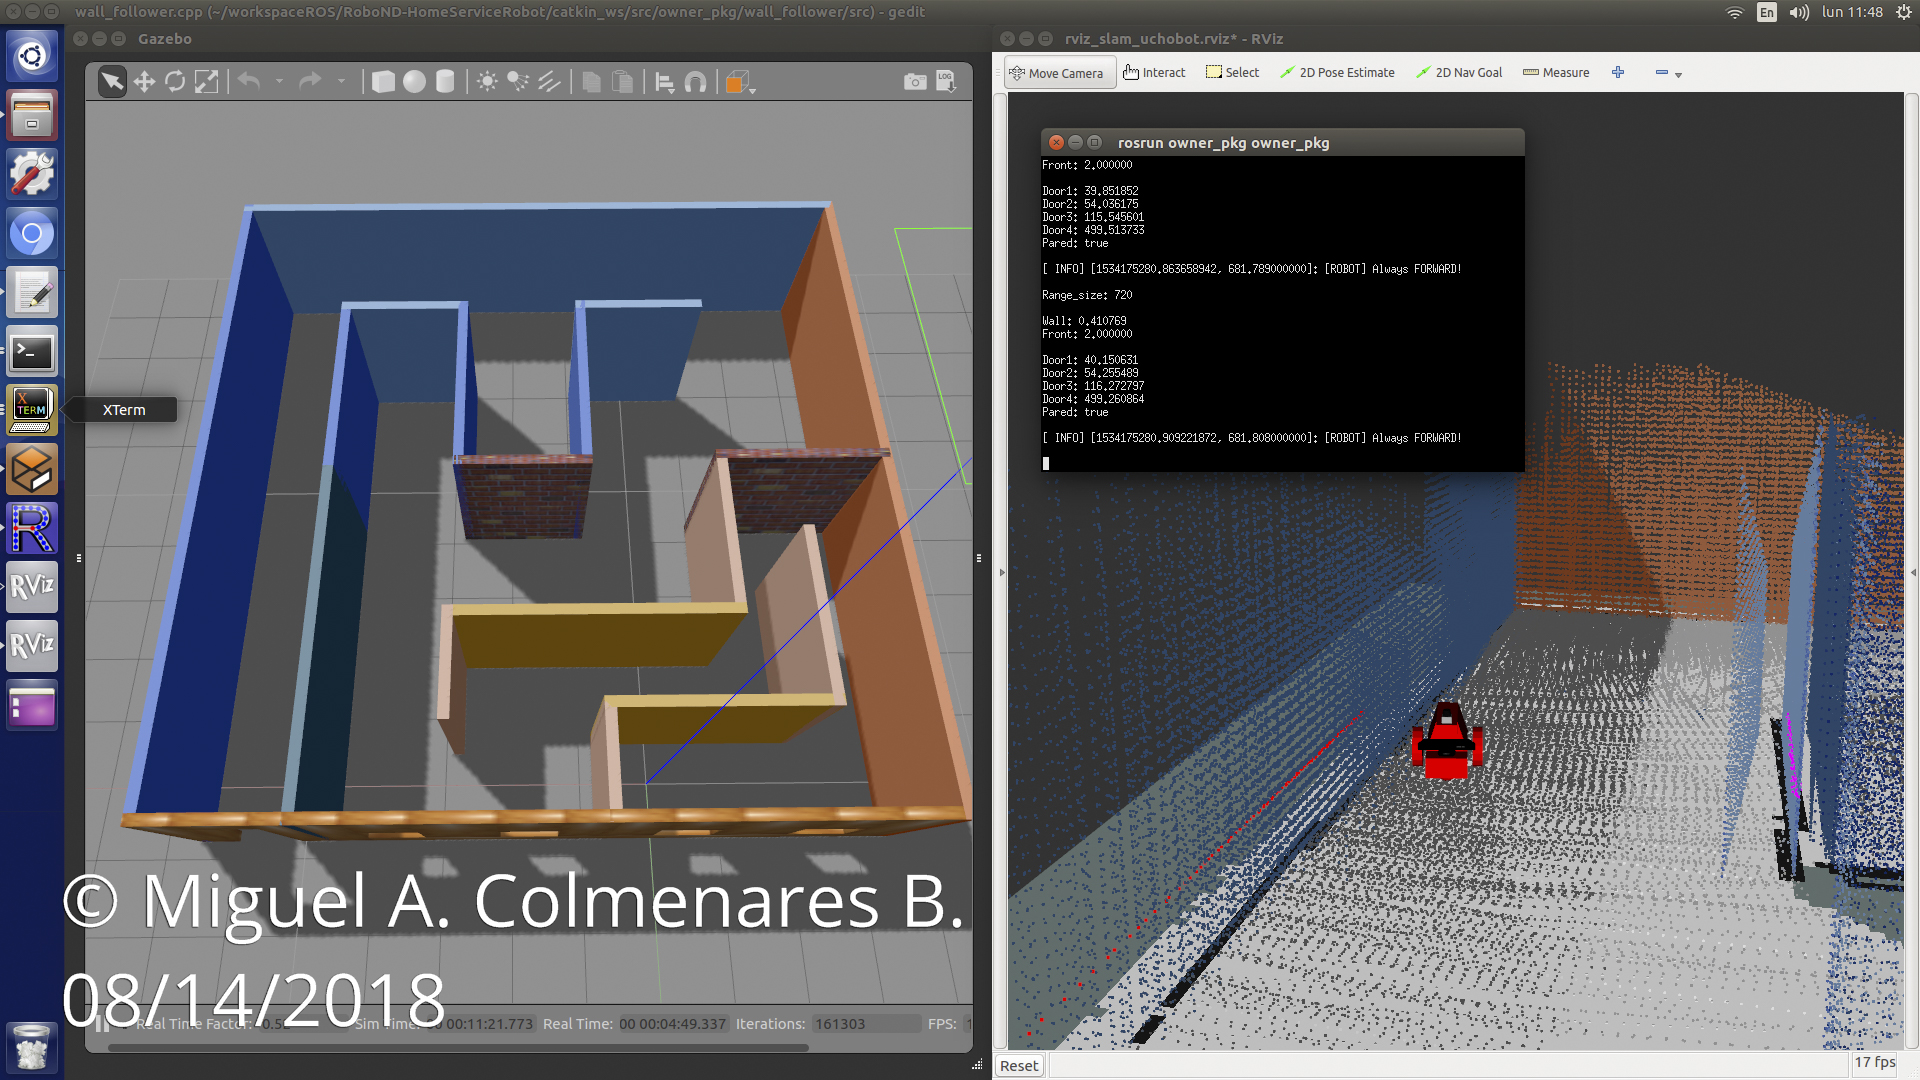 wall_follower.cpp (~/workspaceROS/RoboND-HomeServiceRobot/catkin_ws/src/owner_pkg/wall_follower/src) - gedit
En
lun 11:48
Gazebo
LOG
XTerm
X
TERM
RViz
RViz
© Miguel A. Colmenares B.
08/14/2018
Real Time Factor:
Sim Time:
00:11:21.773
Real Time:
00 00:04:49.337
Iterations:
161303
FPS:
rviz_slam_uchobot.rviz* - RViz
Move Camera
Interact
Select
2D Pose Estimate
2D Nav Goal
Measure
rosrun owner_pkg owner_pkg
Front: 2.000000
Door1: 39.851852
Door2: 54.036175
Door3: 115.545601
Door4: 499.513733
Pared: true
[ INFO] [1534175280.863658942, 681.789000000]: [ROBOT] Always FORWARD!
Range_size: 720
Wall: 0.410769
Front: 2.000000
Door1: 40.150631
Door2: 54.255489
Door3: 116.272797
Door4: 499.260864
Pared: true
[ INFO] [1534175280.909221872, 681.808000000]: [ROBOT] Always FORWARD!
Reset
17 fps